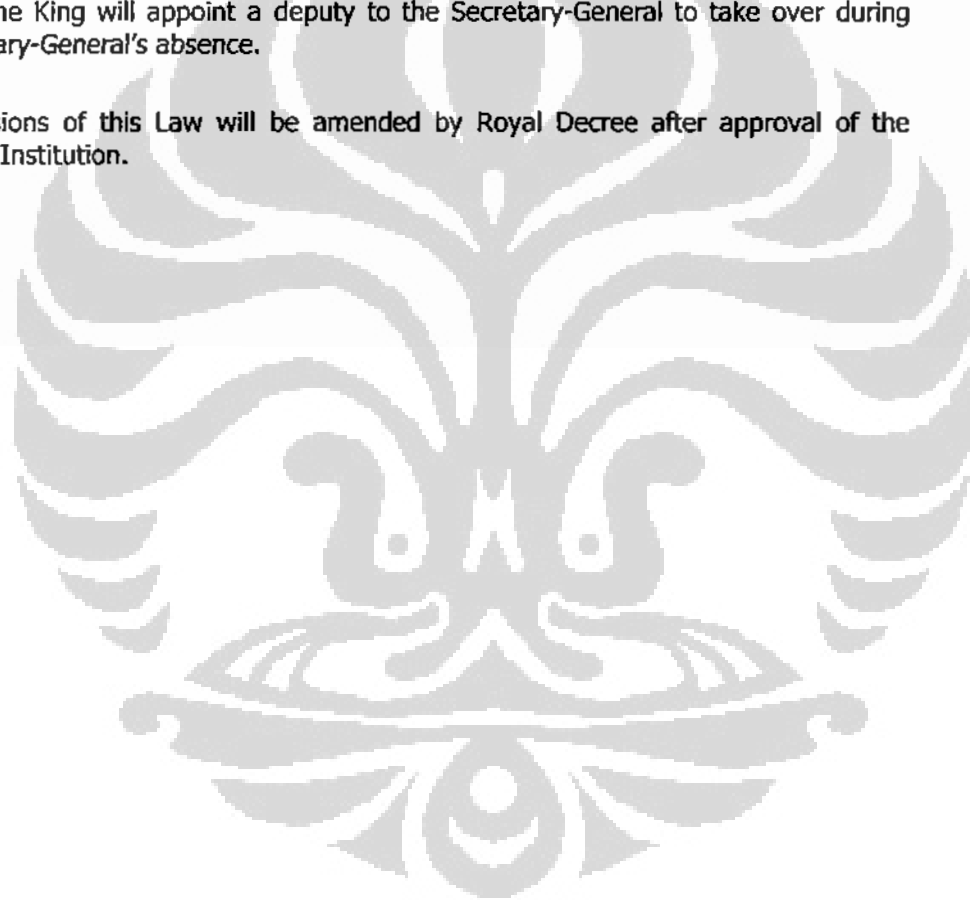 ne King will appoint a deputy to the Secretary-General to take over during
ary-General's absence.
sions of this Law will be amended by Royal Decree after approval of the
Institution.